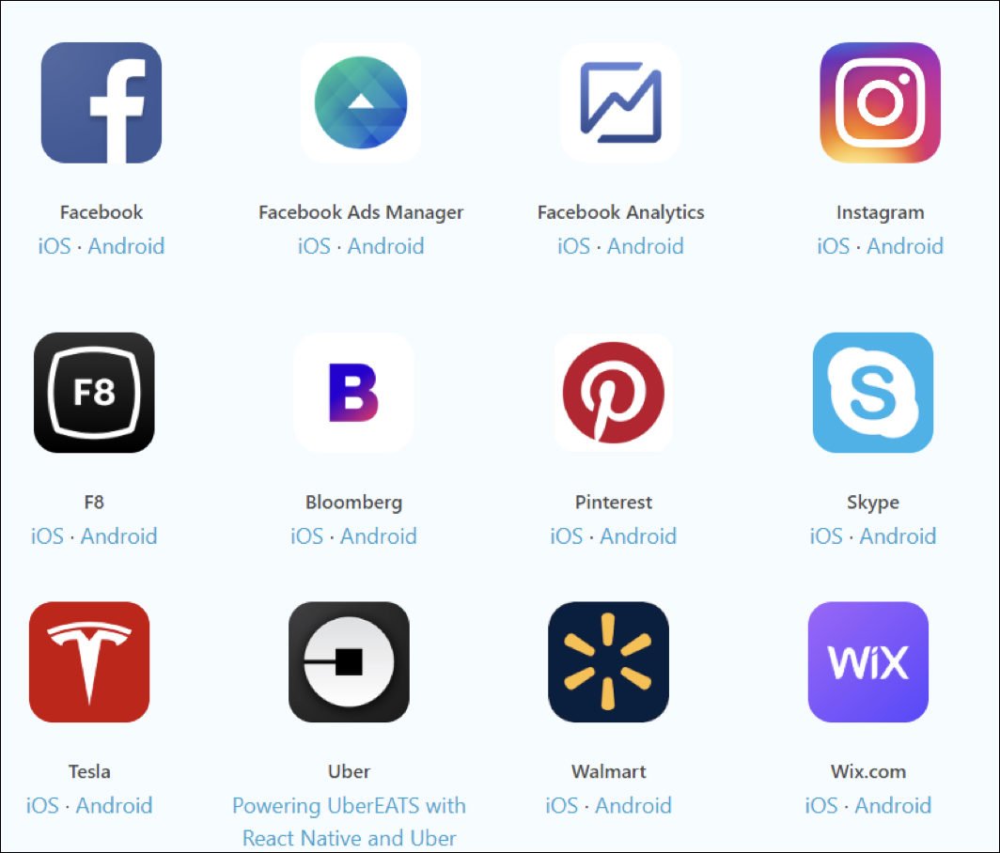 Facebook
iOS · Android
Facebook Ads Manager
iOS · Android
Facebook Analytics
iOS · Android
Instagram
iOS · Android
F8
F8
iOS · Android
B
Bloomberg
iOS · Android
Pinterest
iOS · Android
S
Skype
iOS · Android
Tesla
iOS · Android
Uber
Powering UberEATS with
React Native and Uber
Walmart
iOS · Android
WiX
Wix.com
iOS · Android